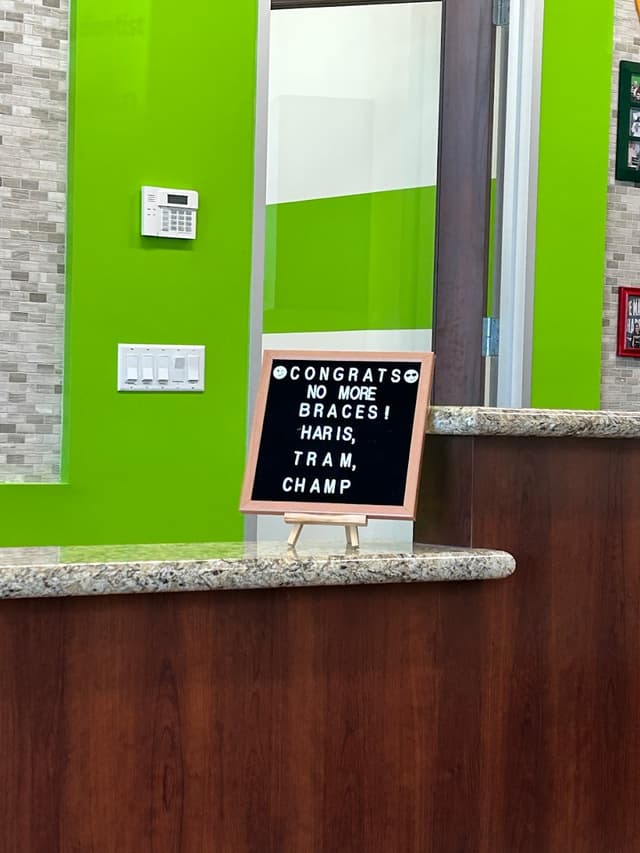 CONGRATS
NO MORE
BRACES!
HARIS,
TRAM,
CHAMP